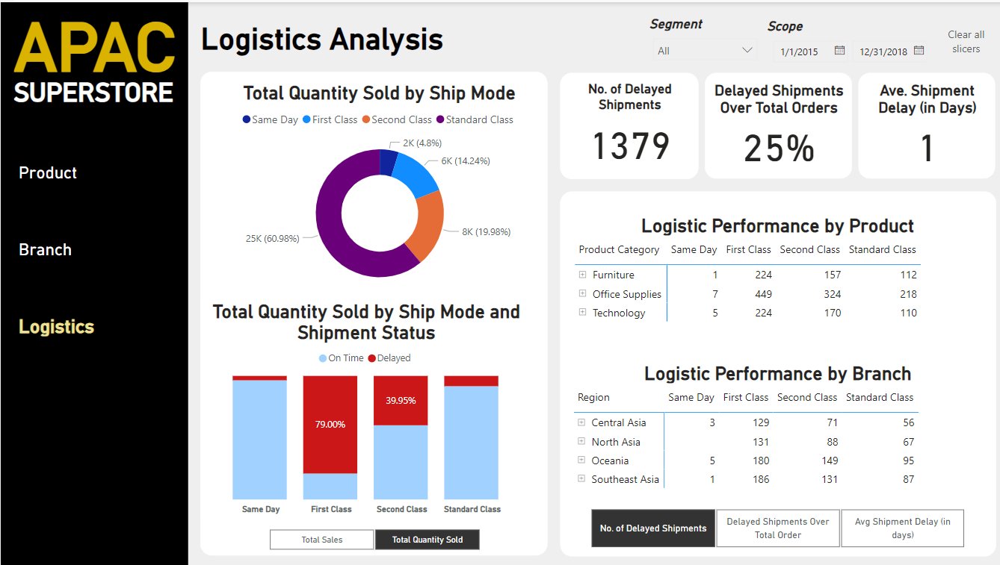 APAC
SUPERSTORE
Product
Branch
Logistics
Logistics Analysis
Segment
All
Scope
1/1/2015
12/31/2018
Clear all
slicers
Total Quantity Sold by Ship Mode
Same Day First Class Second Class Standard Class
2K (4.8%)
6K (14.24%)
8K (19.98%)
25K (60.98%)
Total Quantity Sold by Ship Mode and
Shipment Status
On Time Delayed
79.00%
39.95%
Same Day First Class Second Class Standard Class
Total Sales
Total Quantity Sold
No. of Delayed
Shipments
1379
Delayed Shipments
Over Total Orders
25%
Ave. Shipment
Delay (in Days)
1
Logistic Performance by Product
Product Category Same Day First Class Second Class Standard Class
Furniture 1 224 157 112
Office Supplies 7 449 324 218
Technology 5 224 170 110
Logistic Performance by Branch
Region Same Day First Class Second Class Standard Class
Central Asia 3 129 71 56
North Asia 131 88 67
Oceania 5 180 149 95
Southeast Asia 1 186 131 87
No. of Delayed Shipments
Delayed Shipments Over
Total Order
Avg Shipment Delay (in
days)